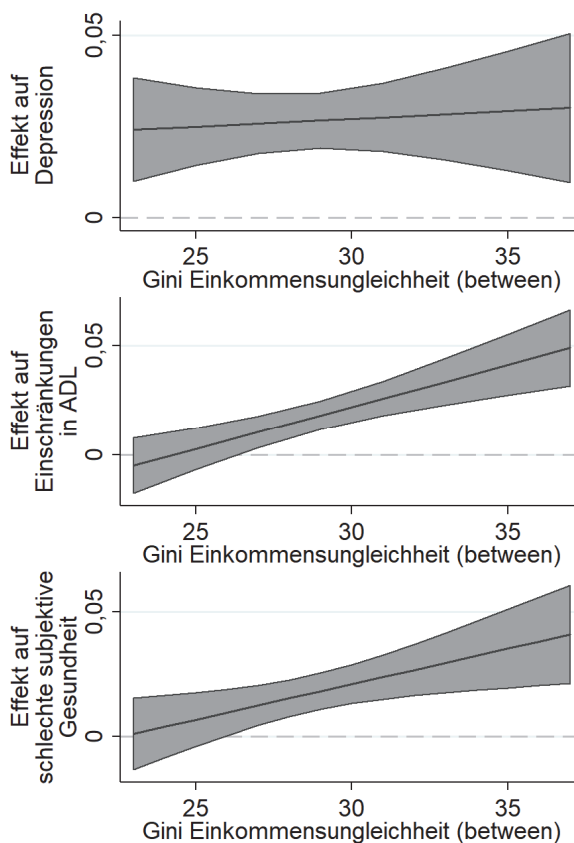 Effekt auf
Depression
0,05
0
25 30 35
Gini Einkommensungleichheit (between)
Effekt auf
Einschränkungen
in ADL
0,05
0
25 30 35
Gini Einkommensungleichheit (between)
Effekt auf
schlechte subjektive
Gesundheit
0,05
0
25 30 35
Gini Einkommensungleichheit (between)